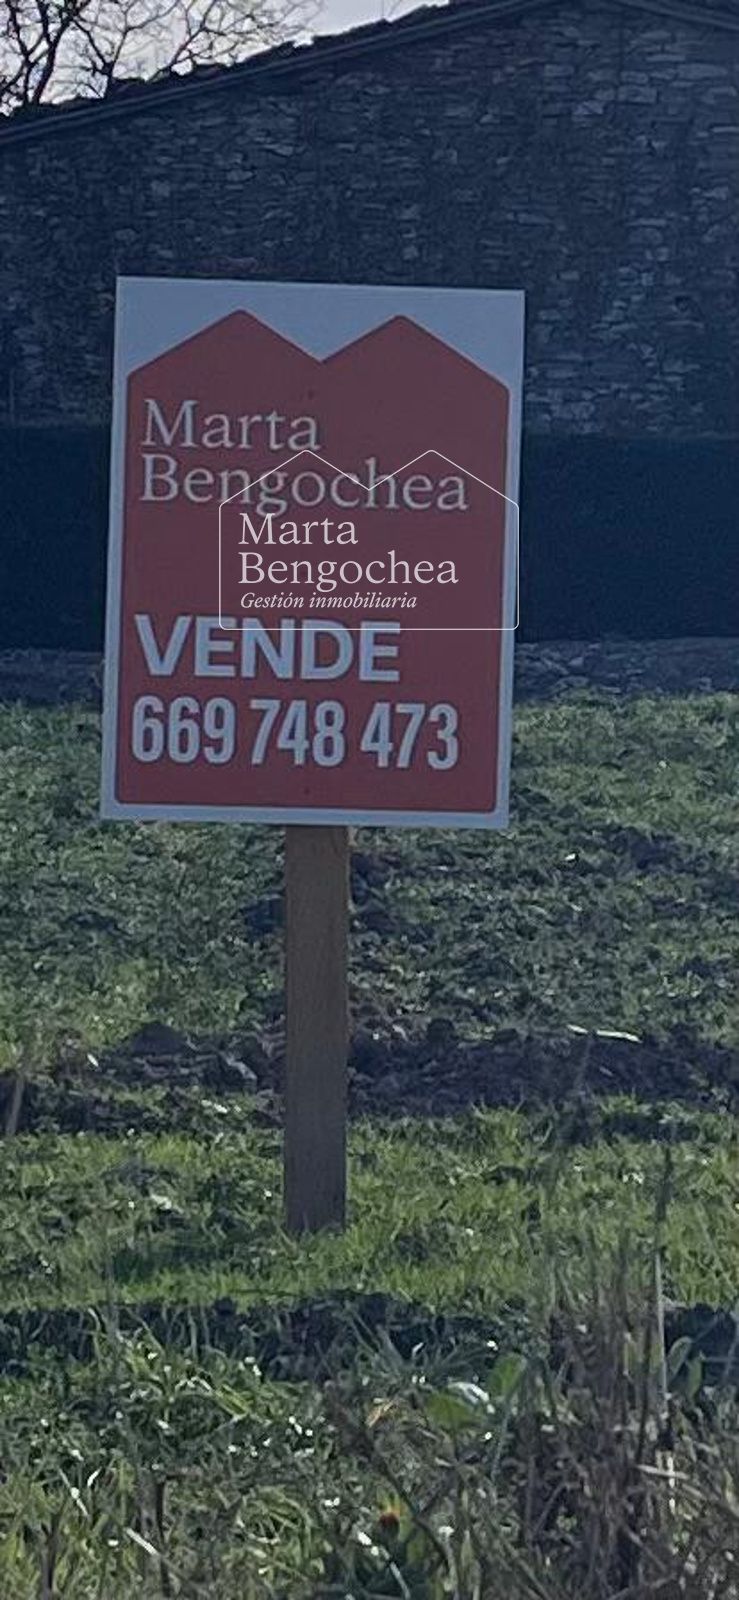 Marta
Bengochea
Marta
Bengochea
Gestión inmobiliaria
VENDE
669 748 473